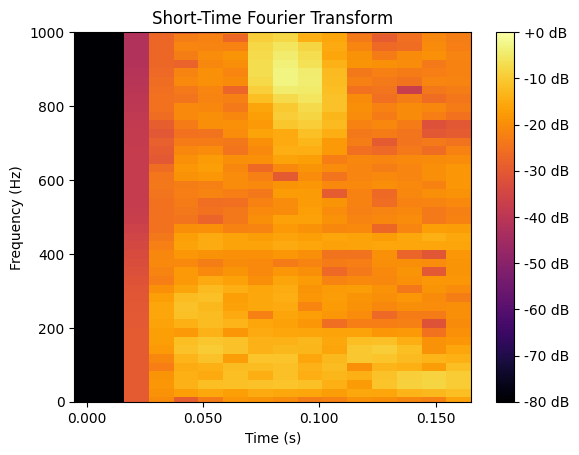 Short-Time Fourier Transform
1000
800
600
400
200
0
Frequency (Hz)
0.000
0.050
0.100
0.150
Time (s)
+0 dB
-10 dB
-20 dB
-30 dB
-40 dB
-50 dB
-60 dB
-70 dB
-80 dB